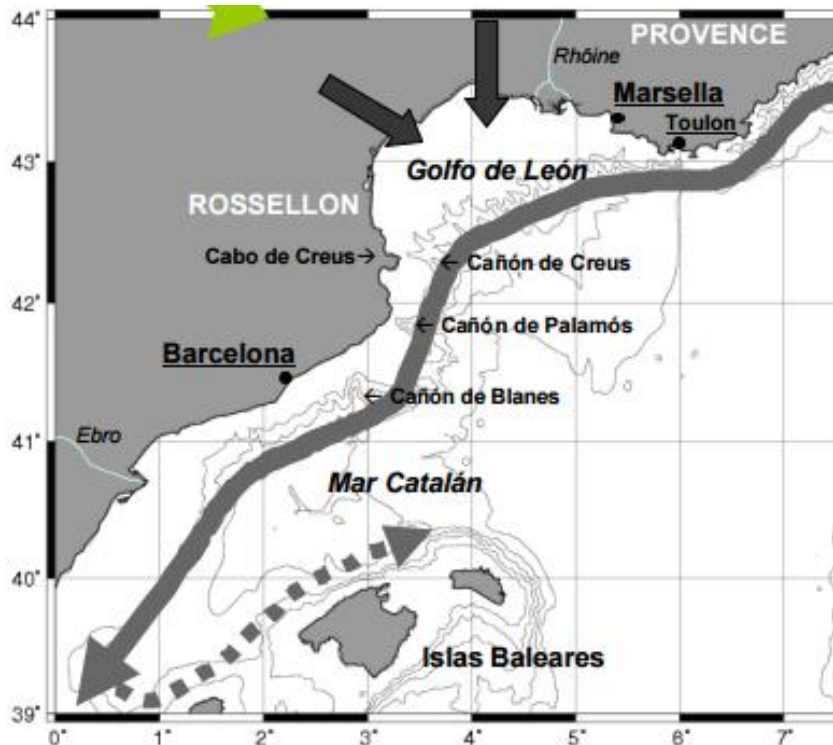 44°
PROVENCE
Rhôine
Marsella
Toulon
43°
Golfo de León
ROSSELLON
Cabo de Creus
Cañón de Creus
42°
Cañón de Palamós
Barcelona
Cañón de Blanes
41°
Ebro
Mar Catalán
40°
Islas Baleares
39°
0° 1° 2° 3° 4° 5° 6° 7°